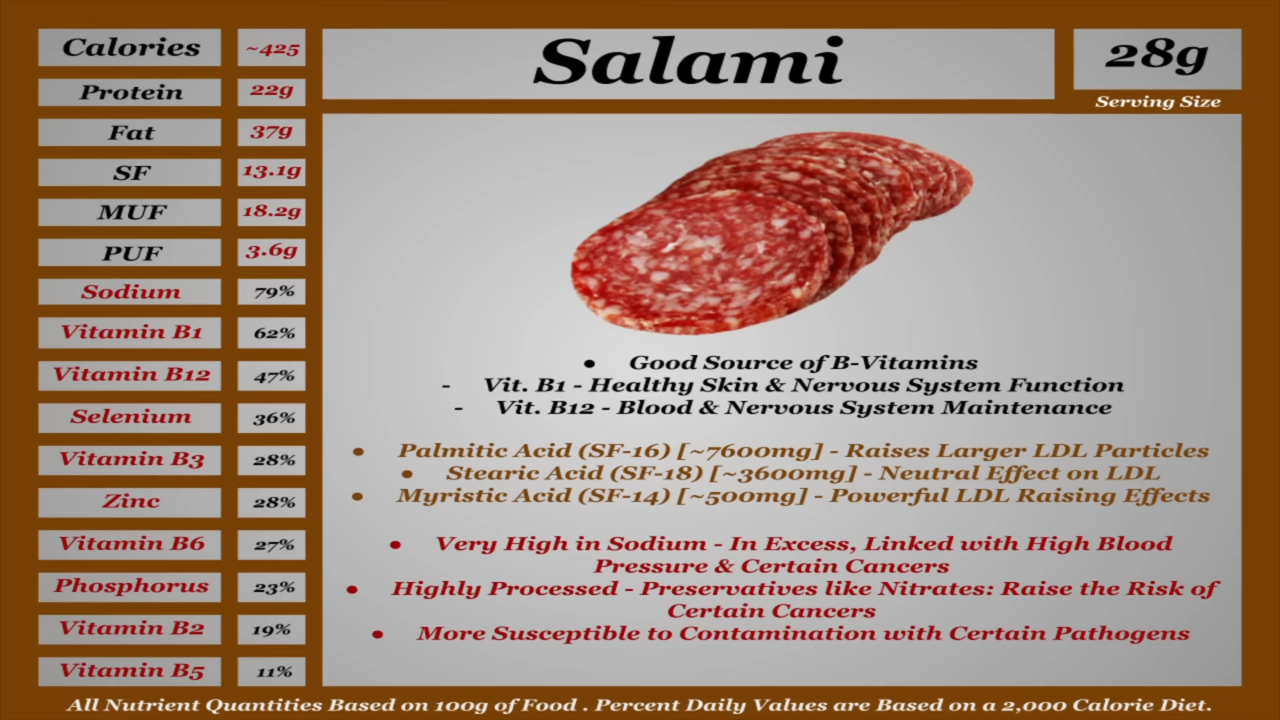 Calories ~425
Protein 22g
Fat 37g
SF 13.1g
MUF 18.2g
PUF 3.6g
Sodium 79%
Vitamin B1 62%
Vitamin B12 47%
Selenium 36%
Vitamin B3 28%
Zinc 28%
Vitamin B6 27%
Phosphorus 23%
Vitamin B2 19%
Vitamin B5 11%
Salami
28g
Serving Size
● Good Source of B-Vitamins
- Vit. B1 - Healthy Skin & Nervous System Function
- Vit. B12 - Blood & Nervous System Maintenance
● Palmitic Acid (SF-16) [~7600mg] - Raises Larger LDL Particles
● Stearic Acid (SF-18) [~3600mg] - Neutral Effect on LDL
● Myristic Acid (SF-14) [~500mg] - Powerful LDL Raising Effects
● Very High in Sodium - In Excess, Linked with High Blood
Pressure & Certain Cancers
● Highly Processed - Preservatives like Nitrates: Raise the Risk of
Certain Cancers
● More Susceptible to Contamination with Certain Pathogens
All Nutrient Quantities Based on 100g of Food . Percent Daily Values are Based on a 2,000 Calorie Diet.